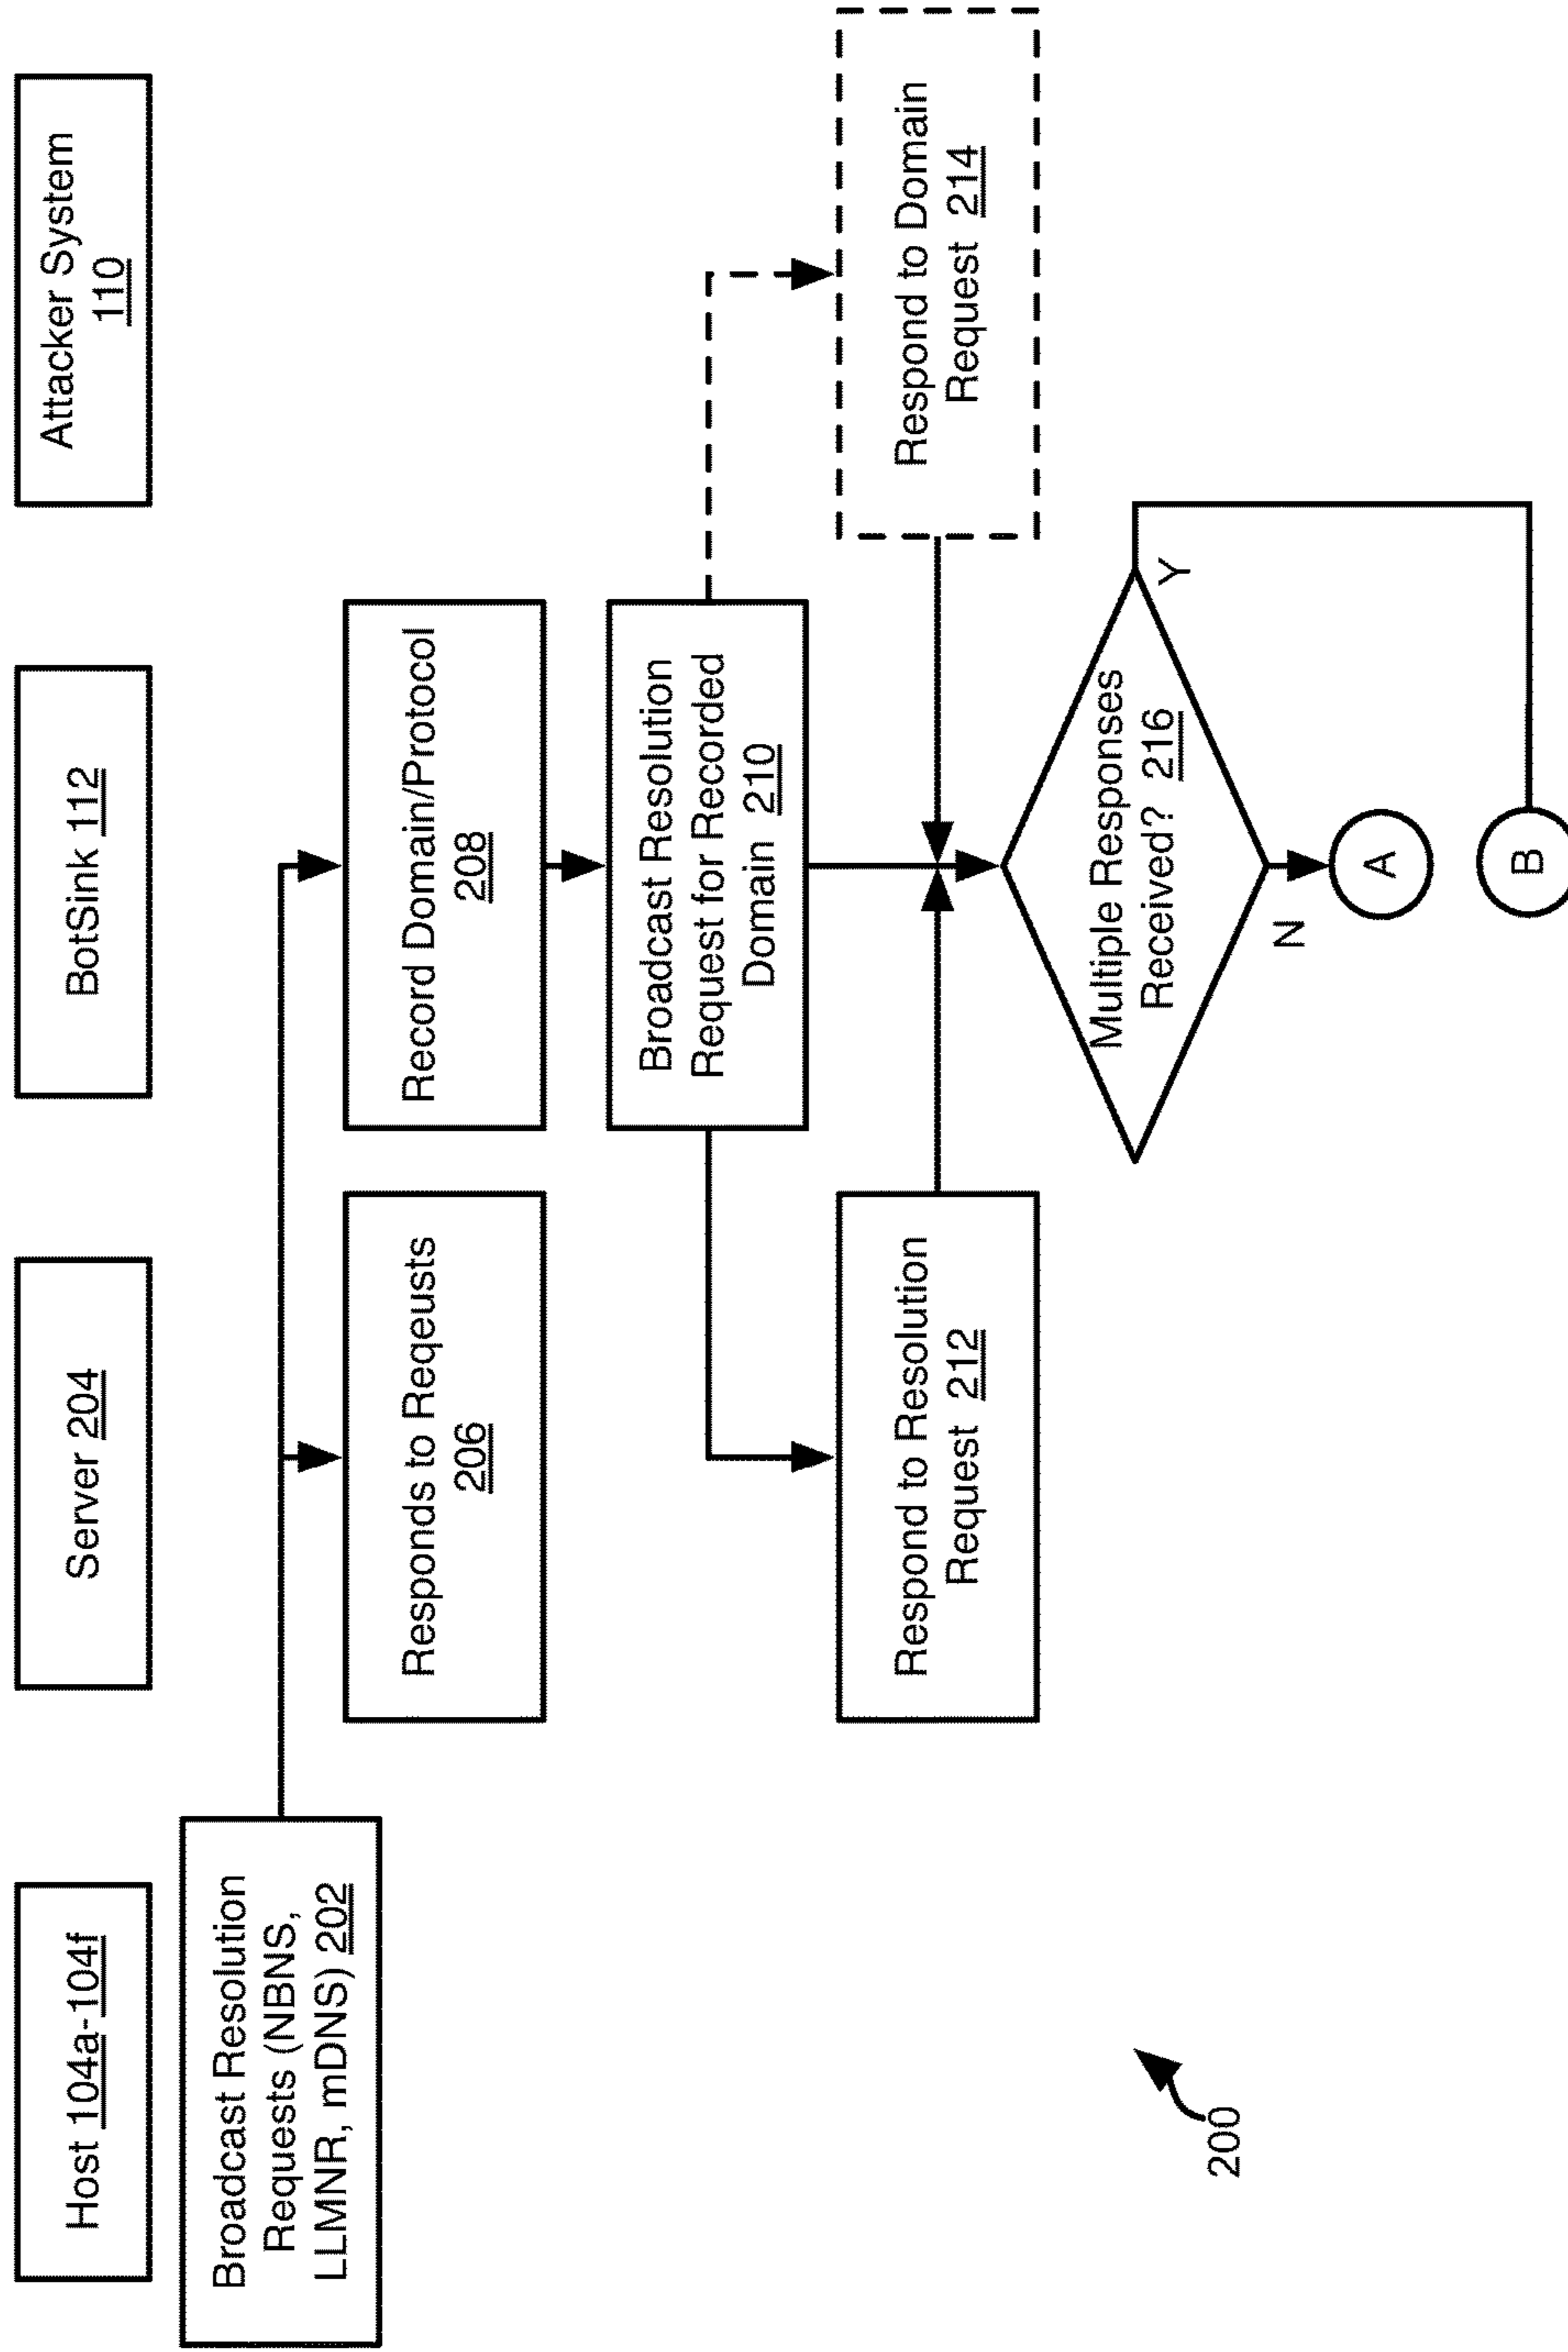 Host 104a-104f
Server 204
BotSink 112
Attacker System
110
Broadcast Resolution
Requests (NBNS,
LLMNR, mDNS) 202
Responds to Reqeusts
206
Record Domain/Protocol
208
Broadcast Resolution
Request for Recorded
Domain 210
Respond to Resolution
Request 212
Respond to Domain
Request 214
Multiple Responses
Received? 216
Y
N
A
B
200